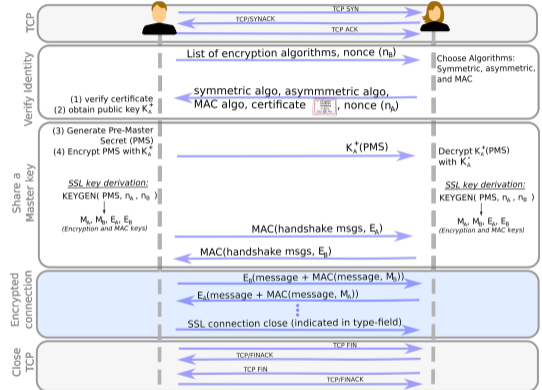 TCP
TCP SYN
TCP/SYNACK
TCP ACK
Verify Identity
List of encryption algorithms, nonce (n_B)
Choose Algorithms:
Symmetric, asymmetric,
and MAC
symmetric algo, asymmmetric algo,
MAC algo, certificate , nonce (n_A)
(1) verify certificate
(2) obtain public key K_A^+
Share a
Master key
(3) Generate Pre-Master
Secret (PMS)
(4) Encrypt PMS with K_A^+
K_A^+(PMS)
Decrypt K_A^+(PMS)
with K_A^-
SSL key derivation:
KEYGEN( PMS, n_A , n_B )
M_A, M_B, E_A, E_B
(Encryption and MAC keys)
SSL key derivation:
KEYGEN( PMS, n_A , n_B )
M_A, M_B, E_A, E_B
(Encryption and MAC keys)
MAC(handshake msgs, E_A)
MAC(handshake msgs, E_B)
Encrypted
connection
E_B(message + MAC(message, M_B))
E_A(message + MAC(message, M_A))
SSL connection close (indicated in type-field)
Close
TCP
TCP FIN
TCP/FINACK
TCP FIN
TCP/FINACK